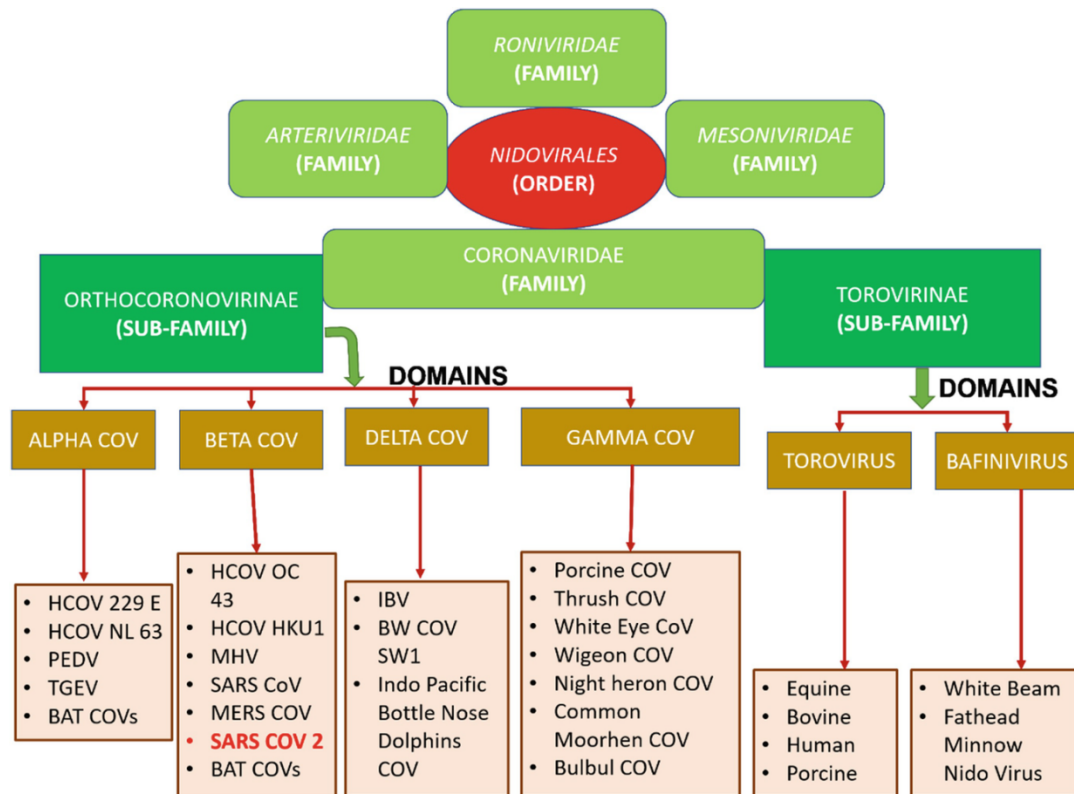 RONIVIRIDAE
(FAMILY)
ARTERIVIRIDAE
(FAMILY)
NIDOVIRALES
(ORDER)
MESONIVIRIDAE
(FAMILY)
CORONAVIRIDAE
(FAMILY)
ORTHOCORONOVIRINAE
(SUB-FAMILY)
TOROVIRINAE
(SUB-FAMILY)
DOMAINS
DOMAINS
ALPHA COV
BETA COV
DELTA COV
GAMMA COV
TOROVIRUS
BAFINIVIRUS
• HCOV 229 E
• HCOV NL 63
• PEDV
• TGEV
• BAT COVs
• HCOV OC
43
• HCOV HKU1
• MHV
• SARS CoV
• MERS COV
• SARS COV 2
• BAT COVs
• IBV
• BW COV
SW1
• Indo Pacific
Bottle Nose
Dolphins
COV
• Porcine COV
• Thrush COV
• White Eye CoV
• Wigeon COV
• Night heron COV
• Common
Moorhen COV
• Bulbul COV
• Equine
• Bovine
• Human
• Porcine
• White Beam
• Fathead
Minnow
Nido Virus